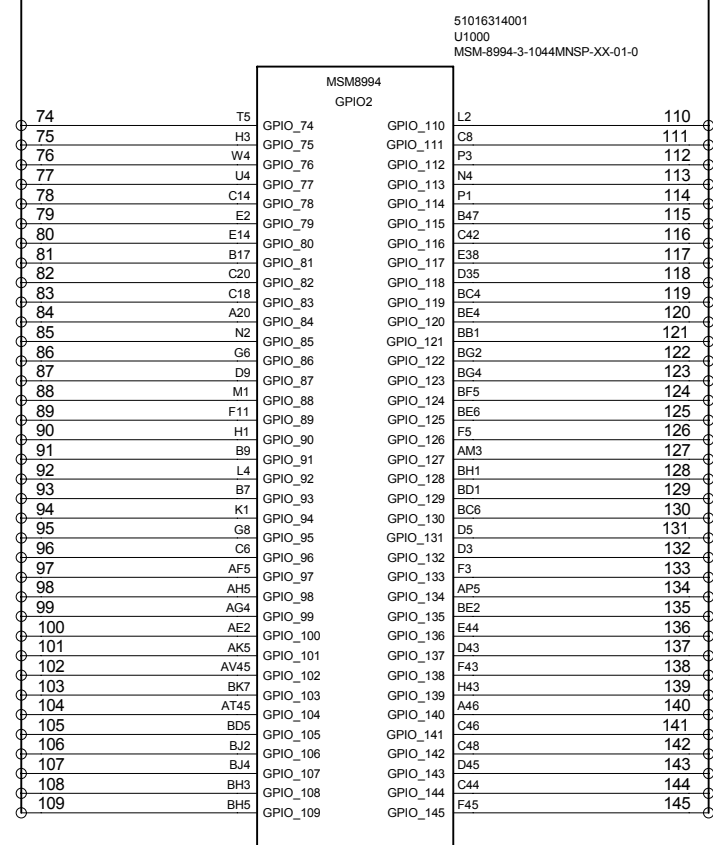 51016314001
U1000
MSM-8994-3-1044MNSP-XX-01-0
MSM8994
GPIO2
74 T5 GPIO_74 GPIO_110 L2 110
75 H3 GPIO_75 GPIO_111 C8 111
76 W4 GPIO_76 GPIO_112 P3 112
77 U4 GPIO_77 GPIO_113 N4 113
78 C14 GPIO_78 GPIO_114 P1 114
79 E2 GPIO_79 GPIO_115 B47 115
80 E14 GPIO_80 GPIO_116 C42 116
81 B17 GPIO_81 GPIO_117 E38 117
82 C20 GPIO_82 GPIO_118 D35 118
83 C18 GPIO_83 GPIO_119 BC4 119
84 A20 GPIO_84 GPIO_120 BE4 120
85 N2 GPIO_85 GPIO_121 BB1 121
86 G6 GPIO_86 GPIO_122 BG2 122
87 D9 GPIO_87 GPIO_123 BG4 123
88 M1 GPIO_88 GPIO_124 BF5 124
89 F11 GPIO_89 GPIO_125 BE6 125
90 H1 GPIO_90 GPIO_126 F5 126
91 B9 GPIO_91 GPIO_127 AM3 127
92 L4 GPIO_92 GPIO_128 BH1 128
93 B7 GPIO_93 GPIO_129 BD1 129
94 K1 GPIO_94 GPIO_130 BC6 130
95 G8 GPIO_95 GPIO_131 D5 131
96 C6 GPIO_96 GPIO_132 D3 132
97 AF5 GPIO_97 GPIO_133 F3 133
98 AH5 GPIO_98 GPIO_134 AP5 134
99 AG4 GPIO_99 GPIO_135 BE2 135
100 AE2 GPIO_100 GPIO_136 E44 136
101 AK5 GPIO_101 GPIO_137 D43 137
102 AV45 GPIO_102 GPIO_138 F43 138
103 BK7 GPIO_103 GPIO_139 H43 139
104 AT45 GPIO_104 GPIO_140 A46 140
105 BD5 GPIO_105 GPIO_141 C46 141
106 BJ2 GPIO_106 GPIO_142 C48 142
107 BJ4 GPIO_107 GPIO_143 D45 143
108 BH3 GPIO_108 GPIO_144 C44 144
109 BH5 GPIO_109 GPIO_145 F45 145